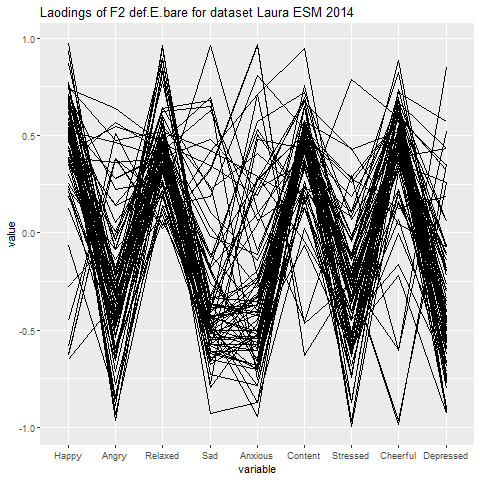 Laodings of F2 def.E.bare for dataset Laura ESM 2014
1.0
0.5
0.0
-0.5
-1.0
value
Happy Angry Relaxed Sad Anxious Content Stressed Cheerful Depressed
variable